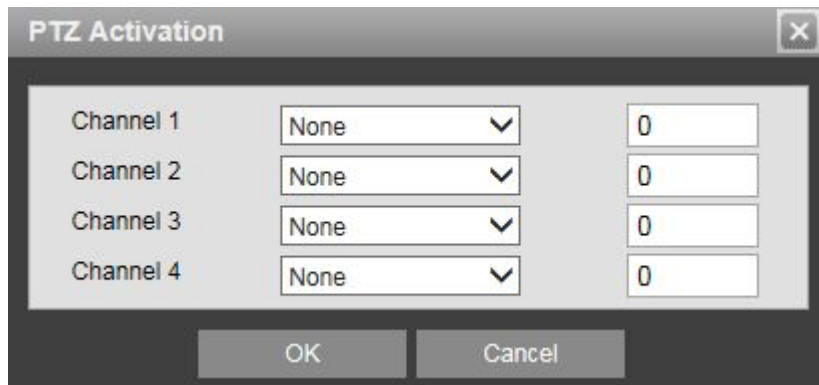 PTZ Activation
Channel 1 None 0
Channel 2 None 0
Channel 3 None 0
Channel 4 None 0
OK Cancel